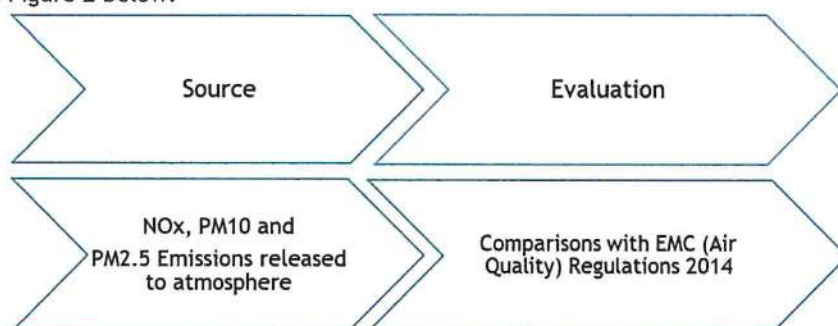 Figure 2 below:
Source
Evaluation
NOx, PM10 and
PM2.5 Emissions released
to atmosphere
Comparisons with EMC (Air
Quality) Regulations 2014